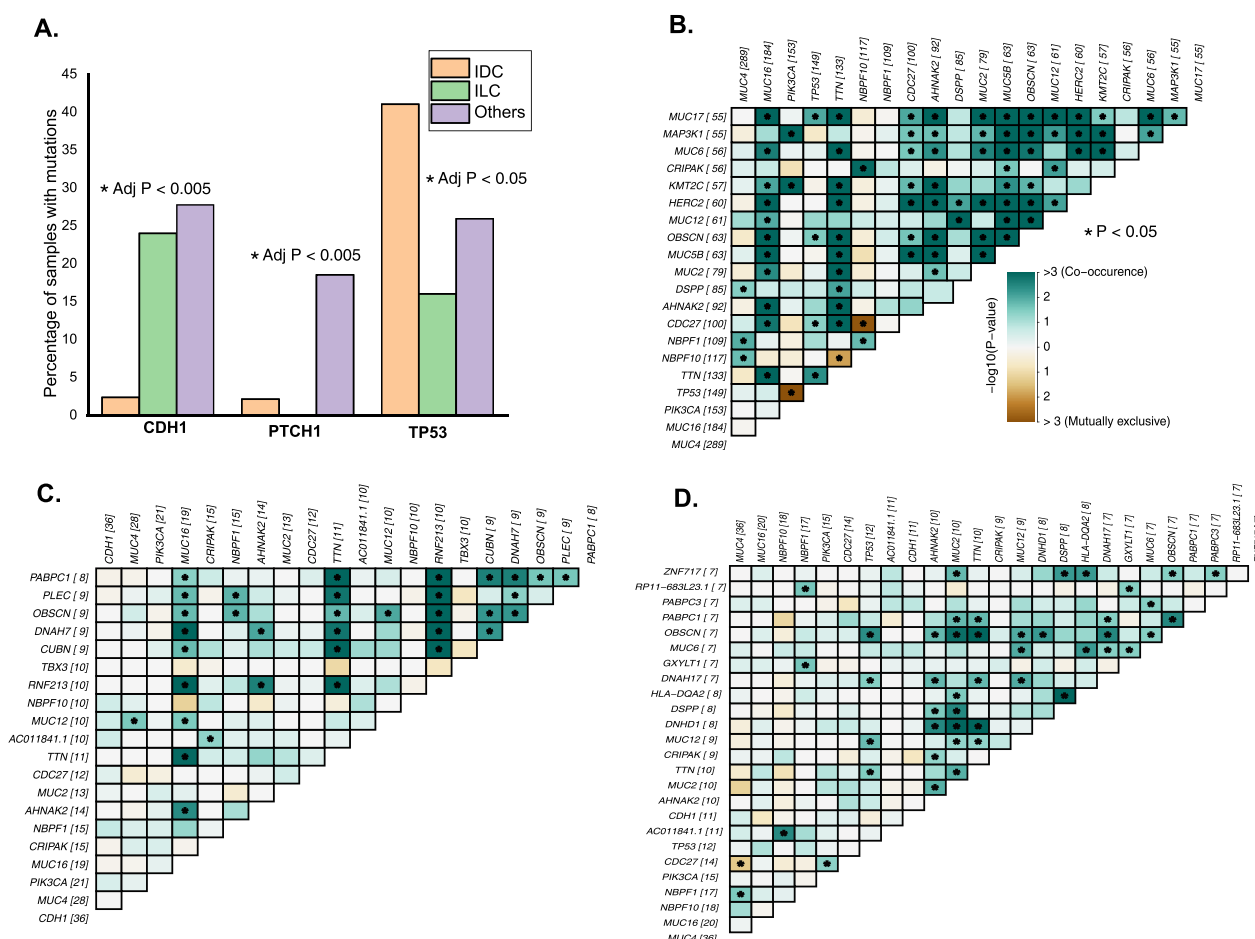 A.
IDC
ILC
Others
Percentage of samples with mutations
45
40
35
30
25
20
15
10
5
0
* Adj P < 0.005
* Adj P < 0.005
* Adj P < 0.05
CDH1
PTCH1
TP53
B.
MUC4 [289]
MUC16 [184]
PIK3CA [153]
TP53 [149]
TTN [133]
NBPF10 [117]
NBPF1 [109]
CDC27 [100]
AHNAK2 [ 92]
DSPP [ 85]
MUC2 [ 79]
MUC5B [ 63]
OBSCN [ 63]
MUC12 [ 61]
HERC2 [ 60]
KMT2C [ 57]
CRIPAK [ 56]
MUC6 [ 56]
MAP3K1 [ 55]
MUC17 [ 55]
MUC17 [ 55]
MAP3K1 [ 55]
MUC6 [ 56]
CRIPAK [ 56]
KMT2C [ 57]
HERC2 [ 60]
MUC12 [ 61]
OBSCN [ 63]
MUC5B [ 63]
MUC2 [ 79]
DSPP [ 85]
AHNAK2 [ 92]
CDC27 [100]
NBPF1 [109]
NBPF10 [117]
TTN [133]
TP53 [149]
PIK3CA [153]
MUC16 [184]
MUC4 [289]
* P < 0.05
−log10(P−value)
>3 (Co−occurence)
2
1
0
1
2
> 3 (Mutually exclusive)
C.
CDH1 [36]
MUC4 [28]
PIK3CA [21]
MUC16 [19]
CRIPAK [15]
NBPF1 [15]
AHNAK2 [14]
MUC2 [13]
CDC27 [12]
TTN [11]
AC011841.1 [10]
MUC12 [10]
NBPF10 [10]
RNF213 [10]
TBX3 [10]
CUBN [ 9]
DNAH7 [ 9]
OBSCN [ 9]
PLEC [ 9]
PABPC1 [ 8]
PABPC1 [ 8]
PLEC [ 9]
OBSCN [ 9]
DNAH7 [ 9]
CUBN [ 9]
TBX3 [10]
RNF213 [10]
NBPF10 [10]
MUC12 [10]
AC011841.1 [10]
TTN [11]
CDC27 [12]
MUC2 [13]
AHNAK2 [14]
NBPF1 [15]
CRIPAK [15]
MUC16 [19]
PIK3CA [21]
MUC4 [28]
CDH1 [36]
D.
MUC4 [36]
MUC16 [20]
NBPF10 [18]
NBPF1 [17]
PIK3CA [15]
CDC27 [14]
TP53 [12]
AC011841.1 [11]
CDH1 [11]
AHNAK2 [10]
MUC2 [10]
TTN [10]
CRIPAK [ 9]
MUC12 [ 9]
DNHD1 [ 8]
DSPP [ 8]
HLA−DQA2 [ 8]
DNAH17 [ 7]
GXYLT1 [ 7]
MUC6 [ 7]
OBSCN [ 7]
PABPC1 [ 7]
PABPC3 [ 7]
RP11−683L23.1 [ 7]
ZNF717 [ 7]
RP11−683L23.1 [ 7]
PABPC3 [ 7]
PABPC1 [ 7]
OBSCN [ 7]
MUC6 [ 7]
GXYLT1 [ 7]
DNAH17 [ 7]
HLA−DQA2 [ 8]
DSPP [ 8]
DNHD1 [ 8]
MUC12 [ 9]
CRIPAK [ 9]
TTN [10]
MUC2 [10]
AHNAK2 [10]
CDH1 [11]
AC011841.1 [11]
TP53 [12]
CDC27 [14]
PIK3CA [15]
NBPF1 [17]
NBPF10 [18]
MUC16 [20]
MUC4 [36]